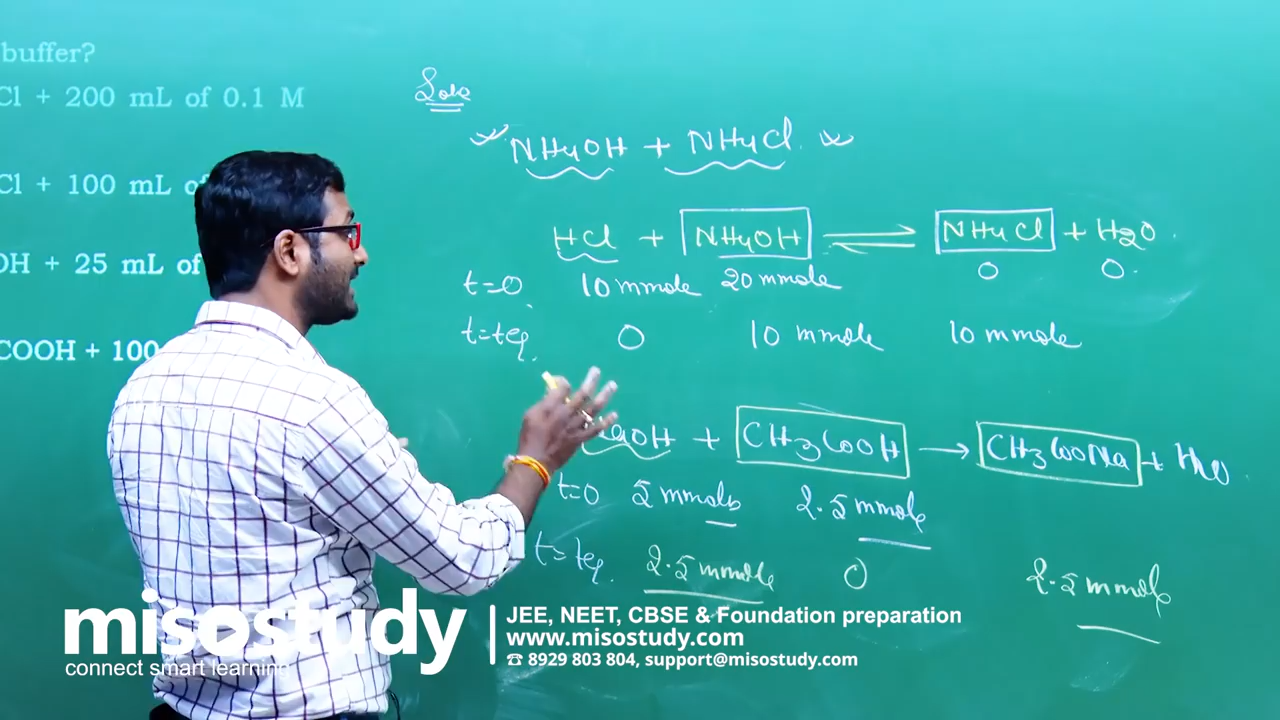 buffer?
Cl + 200 mL of 0.1 M
Cl + 100 mL of
OH + 25 mL of
COOH + 100
Sole
NH4OH + NH4Cl
HCl + NH4OH ⇌ NH4Cl + H2O
t=0 10 mmole 20 mmole 0 0
t=teq. 0 10 mmole 10 mmole
OH + CH3COOH → CH3COONa + H2O
t=0 5 mmole 2.5 mmole
t=teq. 2.5 mmole 0 2.5 mmole
misostudy
connect smart learning
JEE, NEET, CBSE & Foundation preparation
www.misostudy.com
☎ 8929 803 804, support@misostudy.com